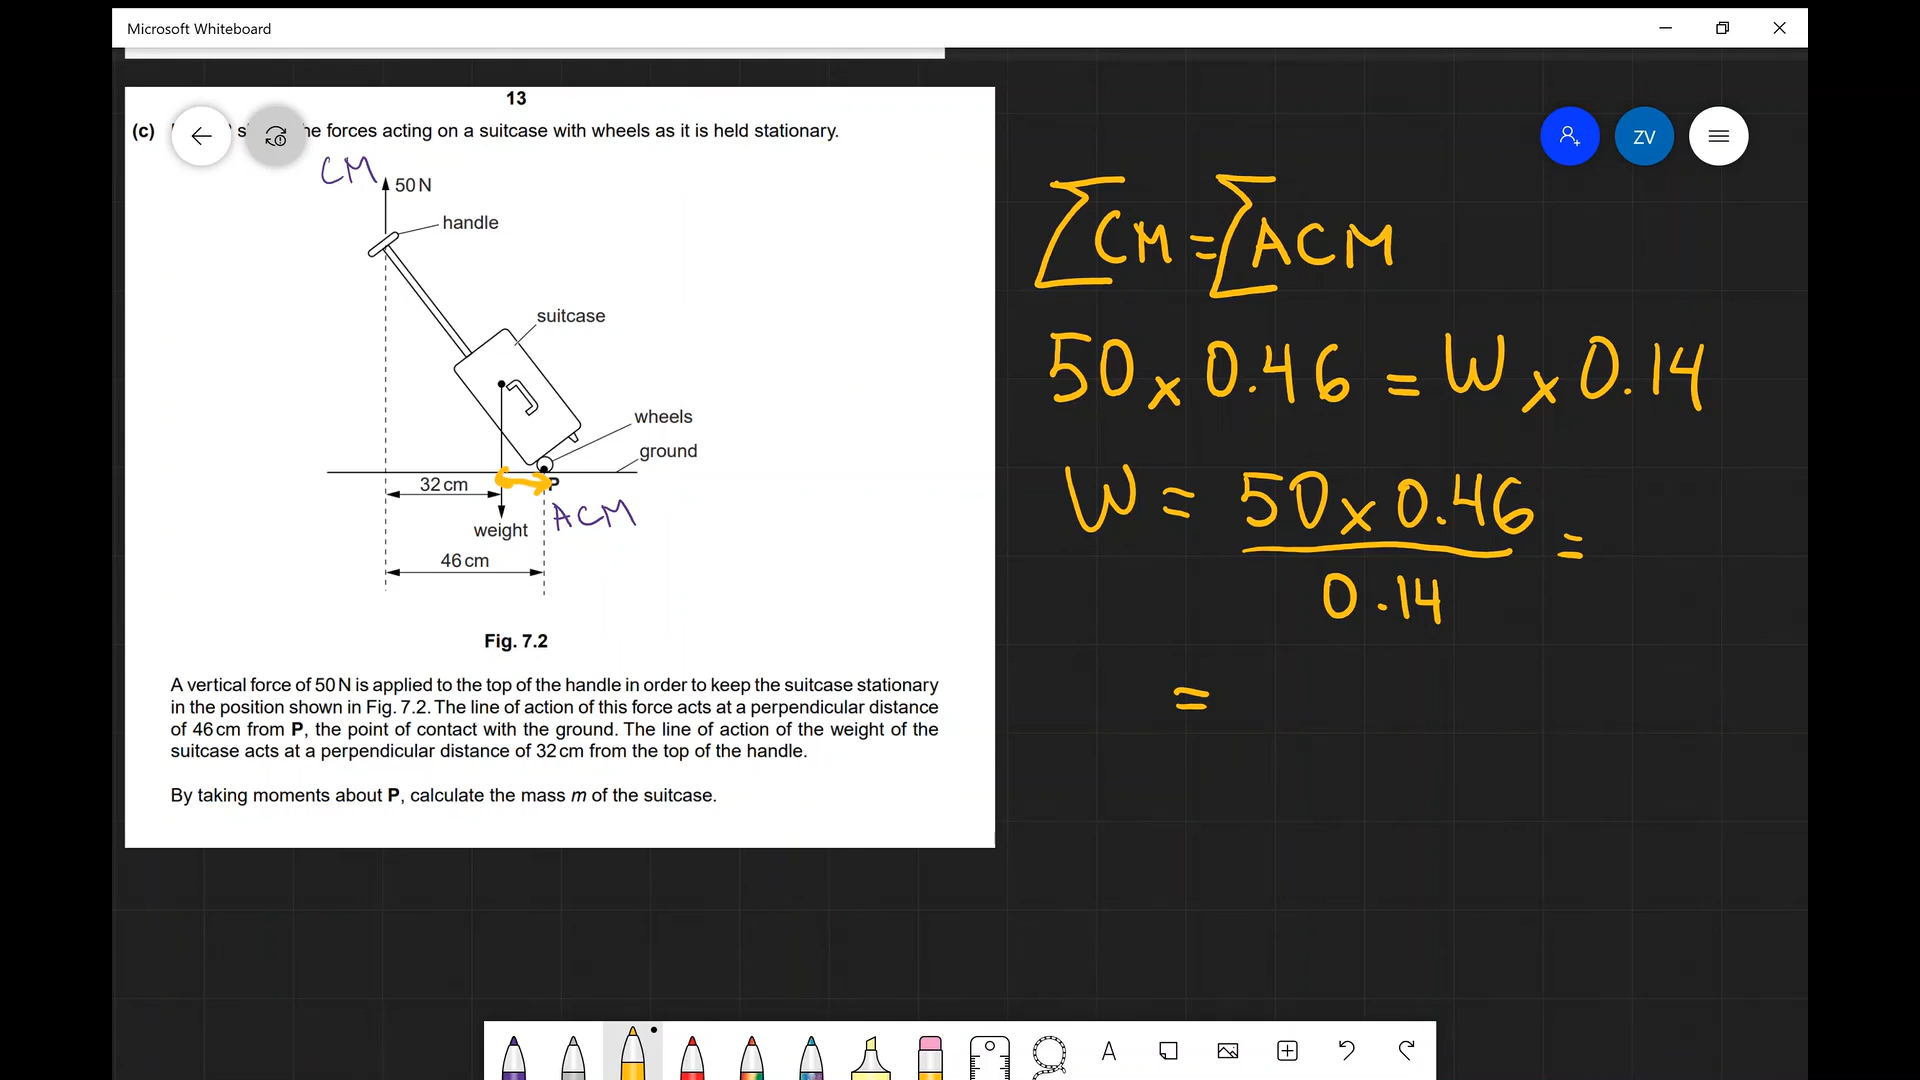 Microsoft Whiteboard
13
(c) he forces acting on a suitcase with wheels as it is held stationary.
CM
50 N
handle
suitcase
wheels
ground
32 cm
P
weight
ACM
46 cm
Fig. 7.2
A vertical force of 50 N is applied to the top of the handle in order to keep the suitcase stationary
in the position shown in Fig. 7.2. The line of action of this force acts at a perpendicular distance
of 46 cm from P, the point of contact with the ground. The line of action of the weight of the
suitcase acts at a perpendicular distance of 32 cm from the top of the handle.
By taking moments about P, calculate the mass m of the suitcase.
ZV
∑CM = ∑ACM
50 × 0.46 = W × 0.14
W = 50 × 0.46 =
0.14
=
A